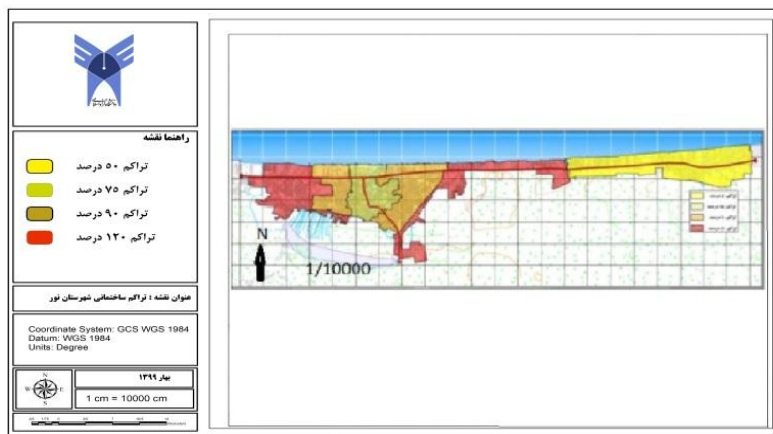 راهنما نقشه
تراکم ۵۰ درصد
تراکم ۷۵ درصد
تراکم ۹۰ درصد
تراکم ۱۲۰ درصد
عنوان نقشه : تراکم ساختمانی شهرستان نور
Coordinate System: GCS WGS 1984
Datum: WGS 1984
Units: Degree
بهار ۱۳۹۹
1 cm = 10000 cm
N
W
E
S
N
1/10000